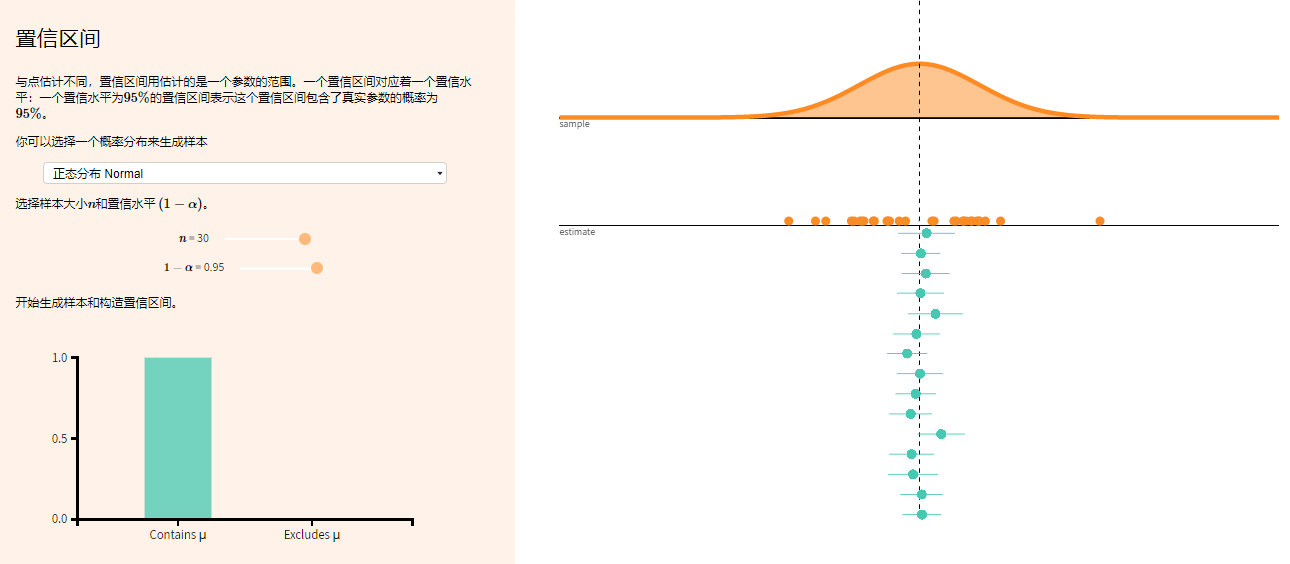 置信区间
与点估计不同，置信区间用估计的是一个参数的范围。一个置信区间对应着一个置信水
平：一个置信水平为95%的置信区间表示这个置信区间包含了真实参数的概率为
95%。
你可以选择一个概率分布来生成样本
正态分布 Normal
选择样本大小n和置信水平 (1 − α)。
n = 30
1 − α = 0.95
开始生成样本和构造置信区间。
1.0
0.5
0.0
Contains μ
Excludes μ
sample
estimate